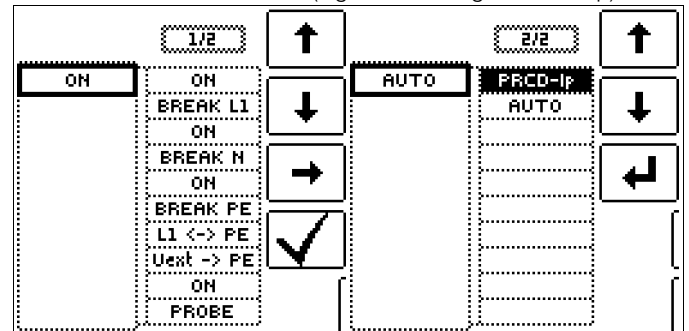 1/2
ON
ON
BREAK L1
ON
BREAK N
ON
BREAK PE
L1 <-> PE
Uext -> PE
ON
PROBE
2/2
AUTO
PRCD-Ip
AUTO